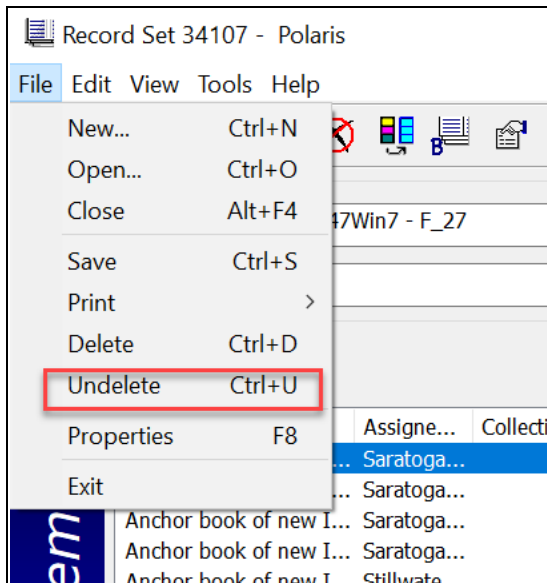 Record Set 34107 - Polaris
File Edit View Tools Help
New... Ctrl+N
Open... Ctrl+O
Close Alt+F4
47Win7 - F_27
Save Ctrl+S
Print >
Delete Ctrl+D
Undelete Ctrl+U
Properties F8
Assigne... Collecti
... Saratoga...
Exit
... Saratoga...
Anchor book of new I... Saratoga...
Anchor book of new I... Saratoga...
Anchor book of new I... Stillwate...
em
B